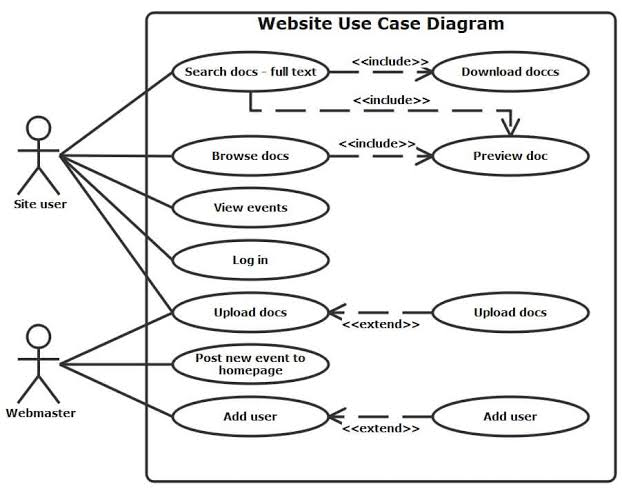 Website Use Case Diagram
<<include>>
Search docs – full text
Download doccs
<<include>>
<<include>>
Browse docs
Preview doc
Site user
View events
Log in
Upload docs
Upload docs
<<extend>>
Post new event to
homepage
Webmaster
Add user
Add user
<<extend>>